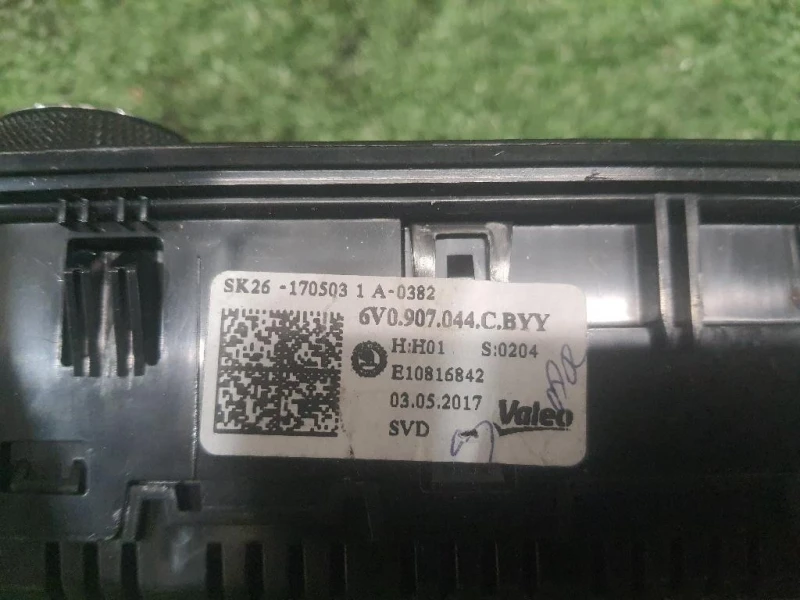 SK26 -170503 1 A-0382
6V0.907.044.C.BYY
H:H01 S:0204
E10816842
03.05.2017
SVD
Valeo